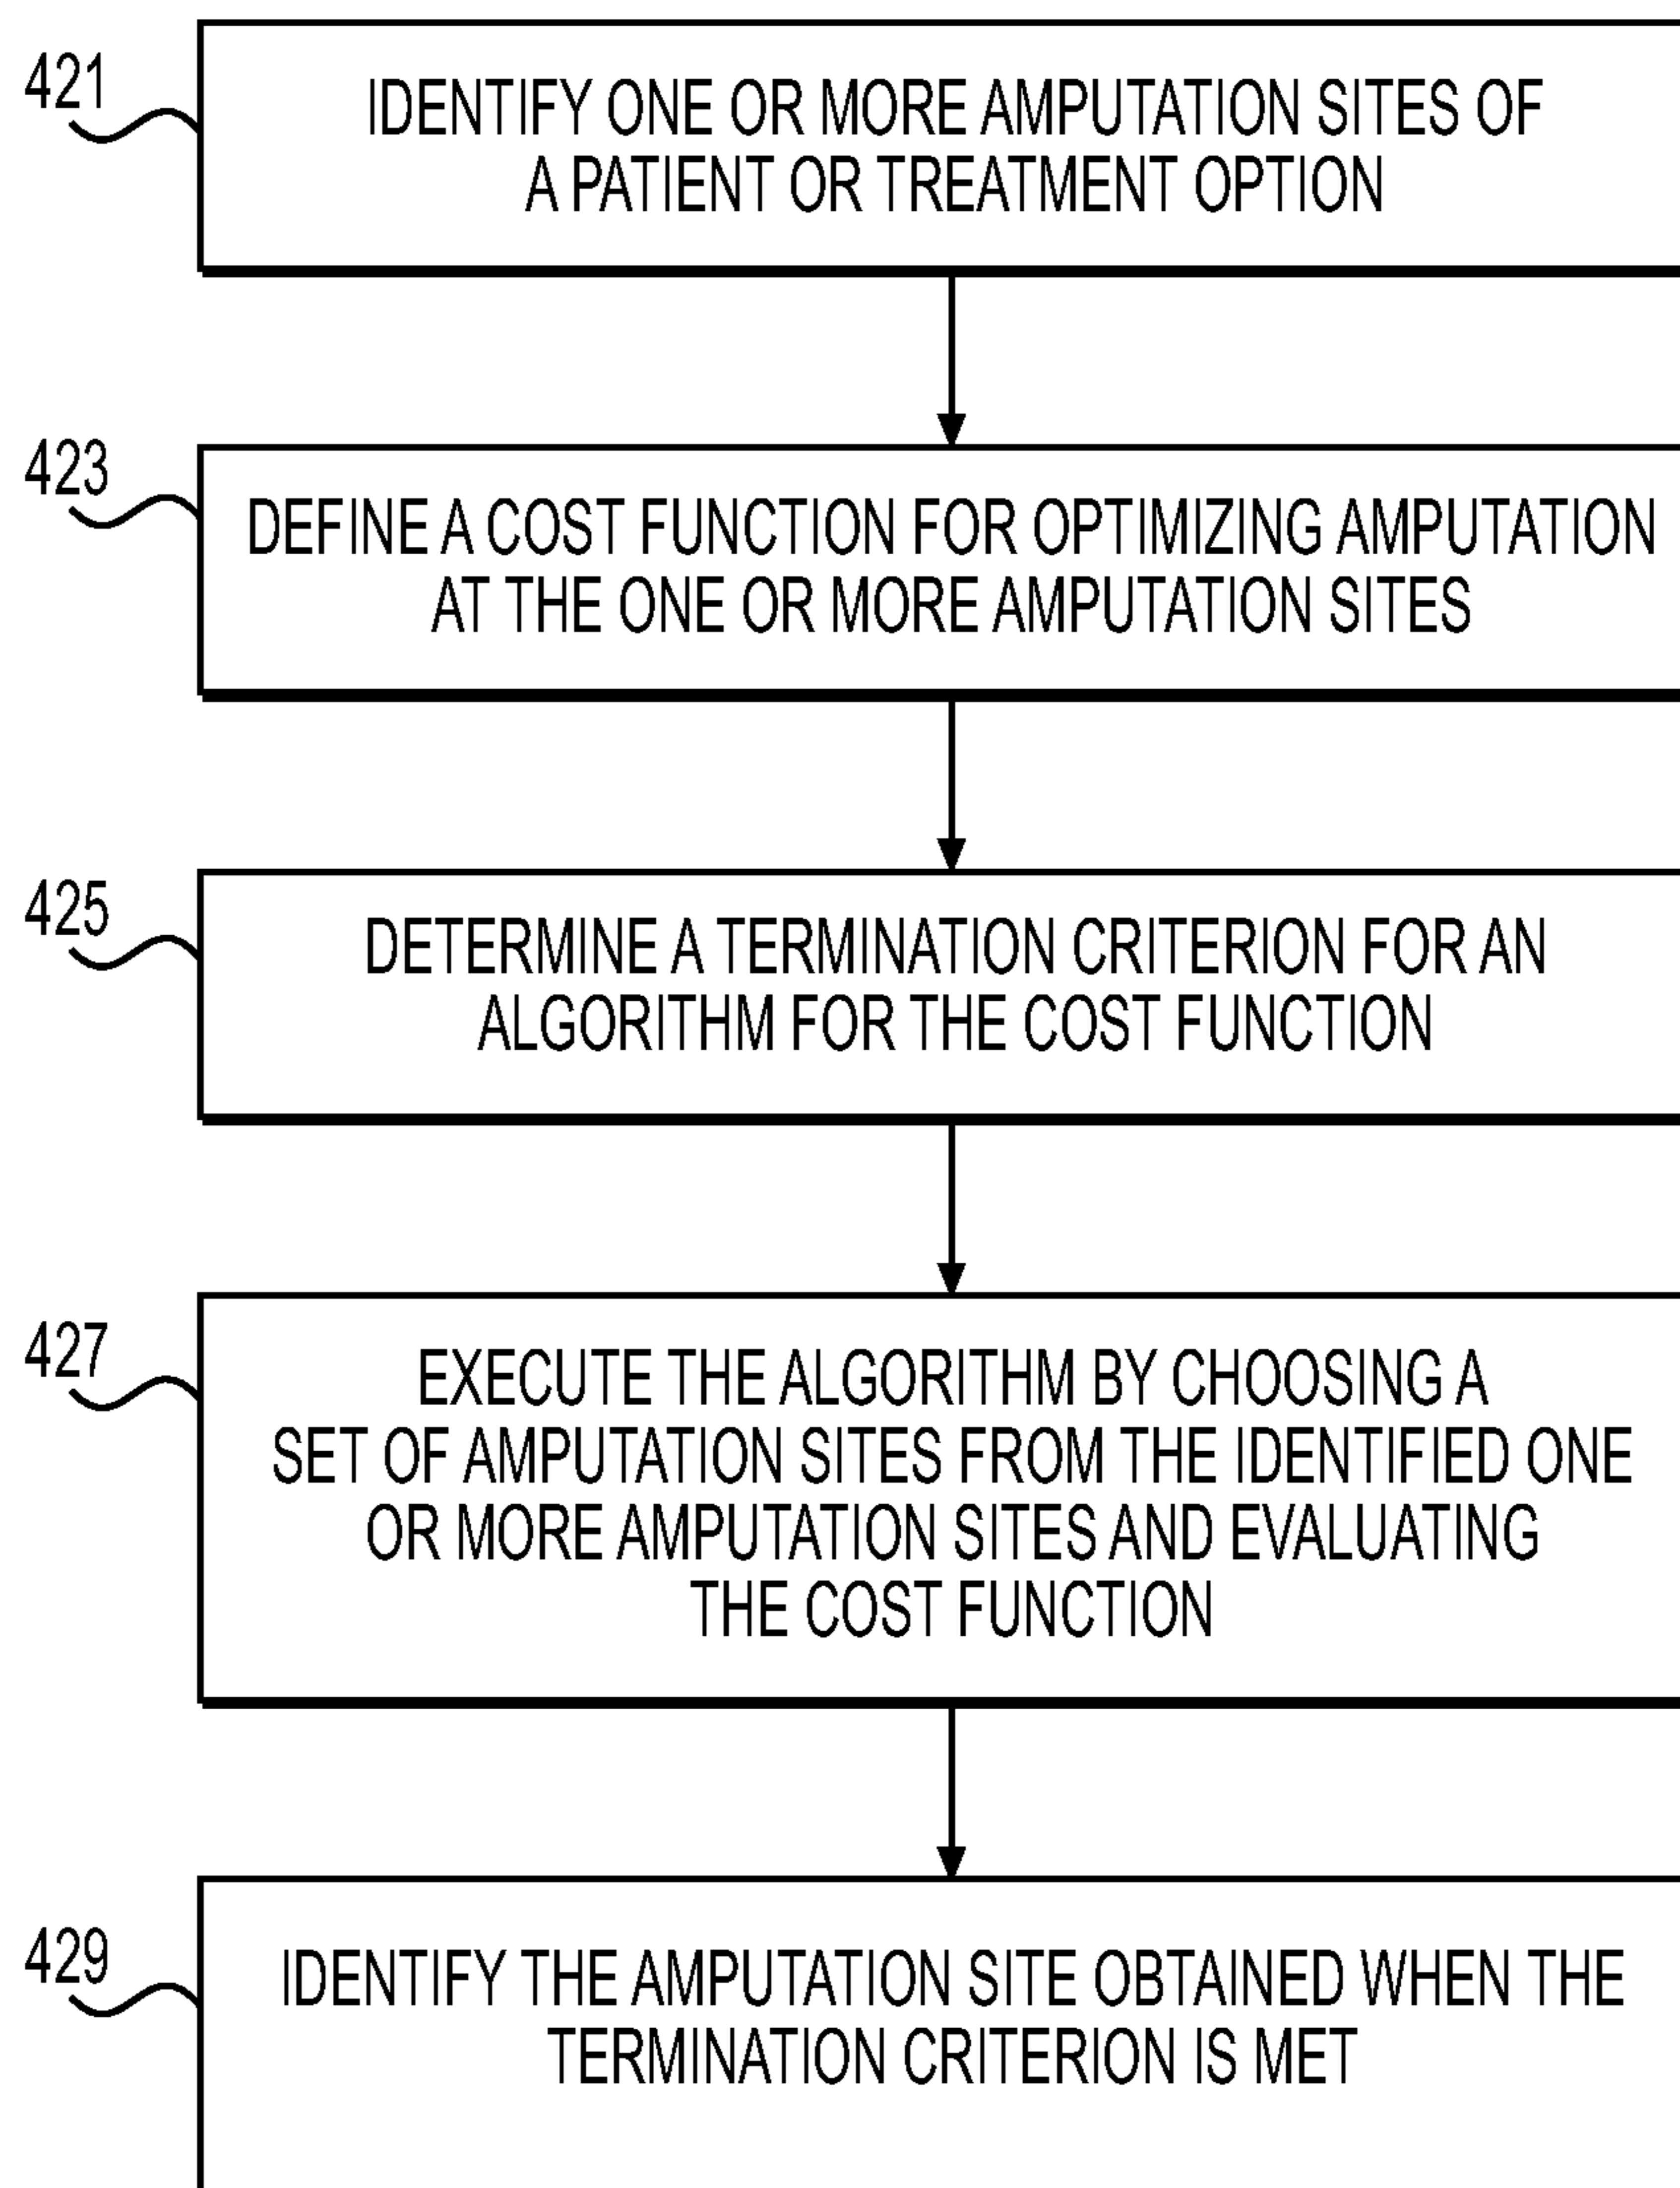 421
IDENTIFY ONE OR MORE AMPUTATION SITES OF
A PATIENT OR TREATMENT OPTION
423
DEFINE A COST FUNCTION FOR OPTIMIZING AMPUTATION
AT THE ONE OR MORE AMPUTATION SITES
425
DETERMINE A TERMINATION CRITERION FOR AN
ALGORITHM FOR THE COST FUNCTION
427
EXECUTE THE ALGORITHM BY CHOOSING A
SET OF AMPUTATION SITES FROM THE IDENTIFIED ONE
OR MORE AMPUTATION SITES AND EVALUATING
THE COST FUNCTION
429
IDENTIFY THE AMPUTATION SITE OBTAINED WHEN THE
TERMINATION CRITERION IS MET